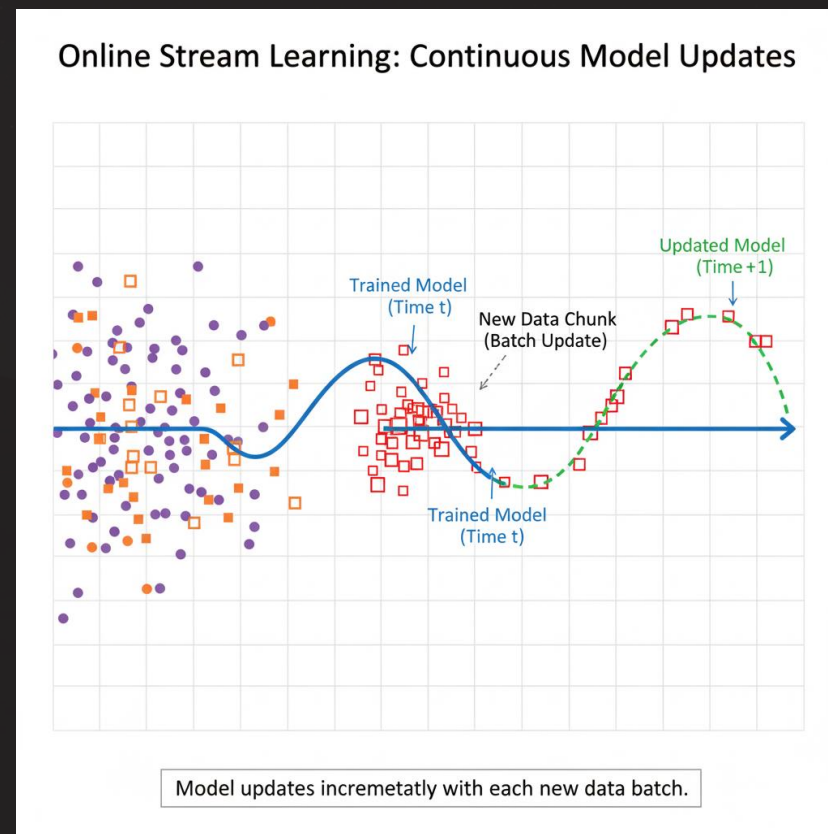 Online Stream Learning: Continuous Model Updates
Updated Model
(Time +1)
Trained Model
(Time t)
New Data Chunk
(Batch Update)
Trained Model
(Time t)
Model updates incremetatly with each new data batch.